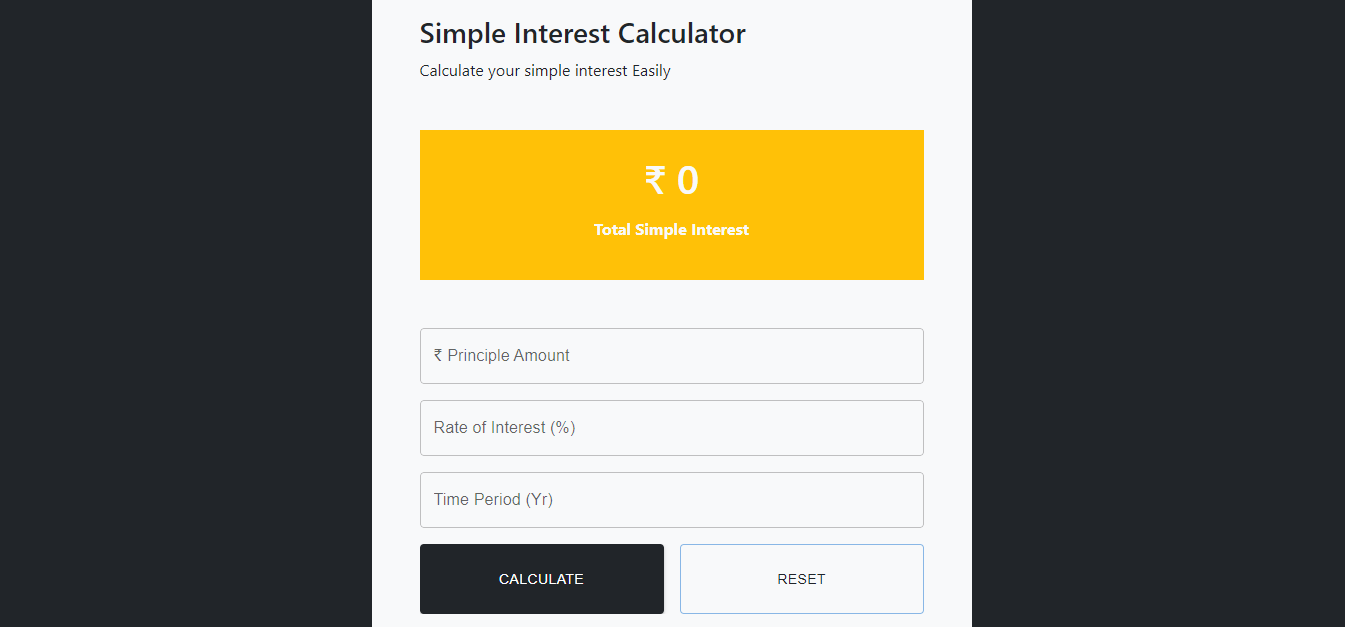 Simple Interest Calculator
Calculate your simple interest Easily
₹ 0
Total Simple Interest
₹ Principle Amount
Rate of Interest (%)
Time Period (Yr)
CALCULATE
RESET